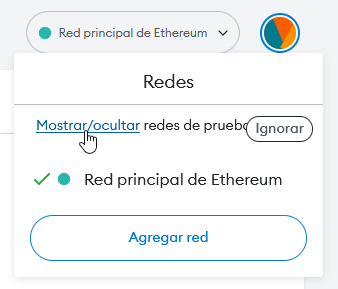 Red principal de Ethereum
Redes
Mostrar/ocultar redes de prueba
Ignorar
Red principal de Ethereum
Agregar red